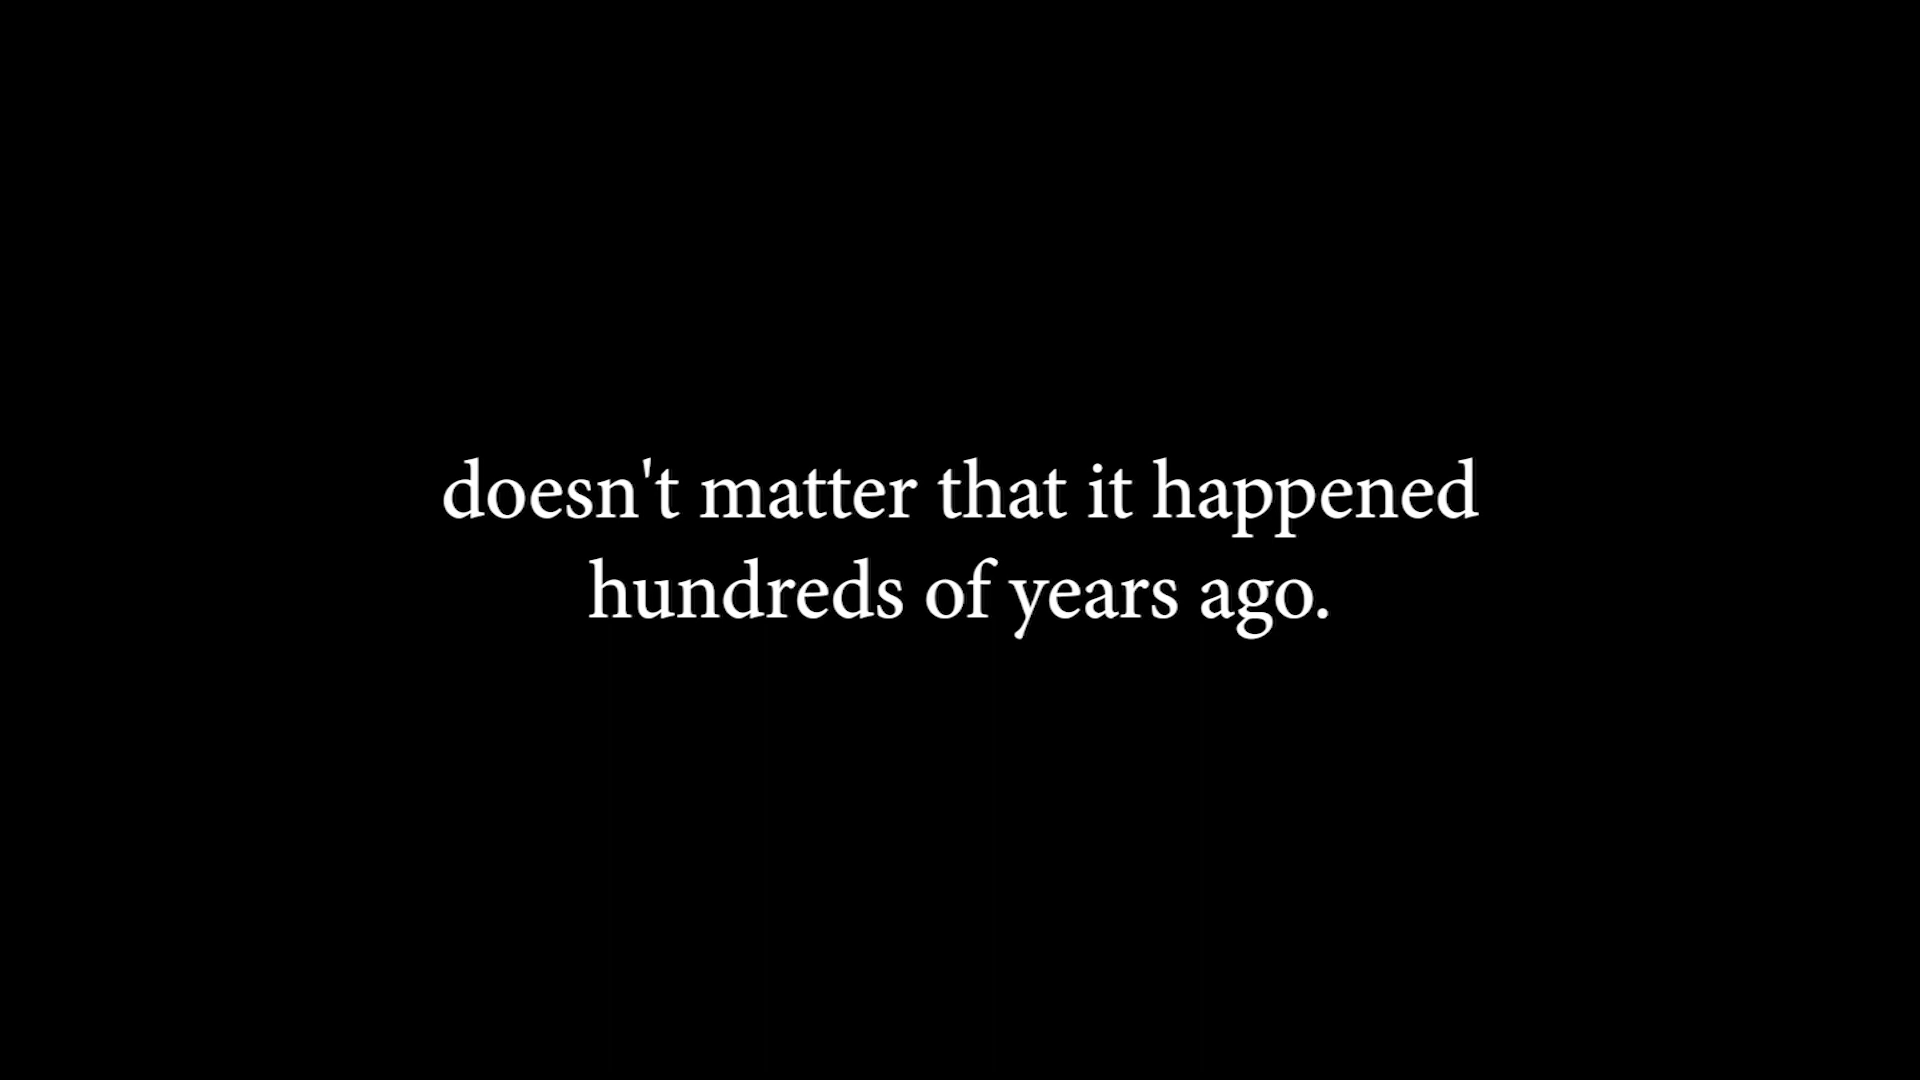 doesn't matter that it happened
hundreds of years ago.